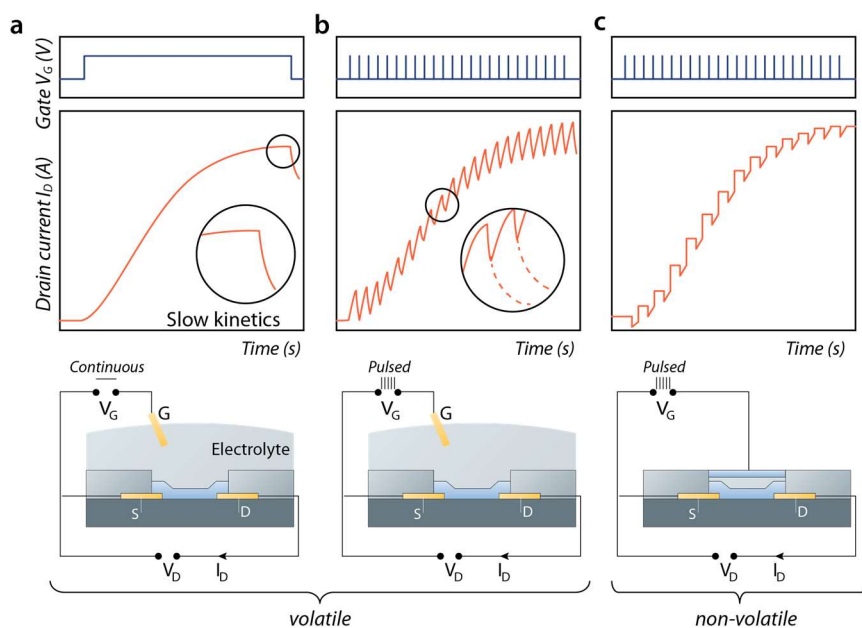 a
b
c
Gate V_G (V)
Drain current I_D (A)
Slow kinetics
Time (s)
Time (s)
Time (s)
Continuous
V_G
G
Electrolyte
S
D
V_D
I_D
Pulsed
V_G
G
S
D
V_D
I_D
Pulsed
V_G
S
D
V_D
I_D
volatile
non-volatile